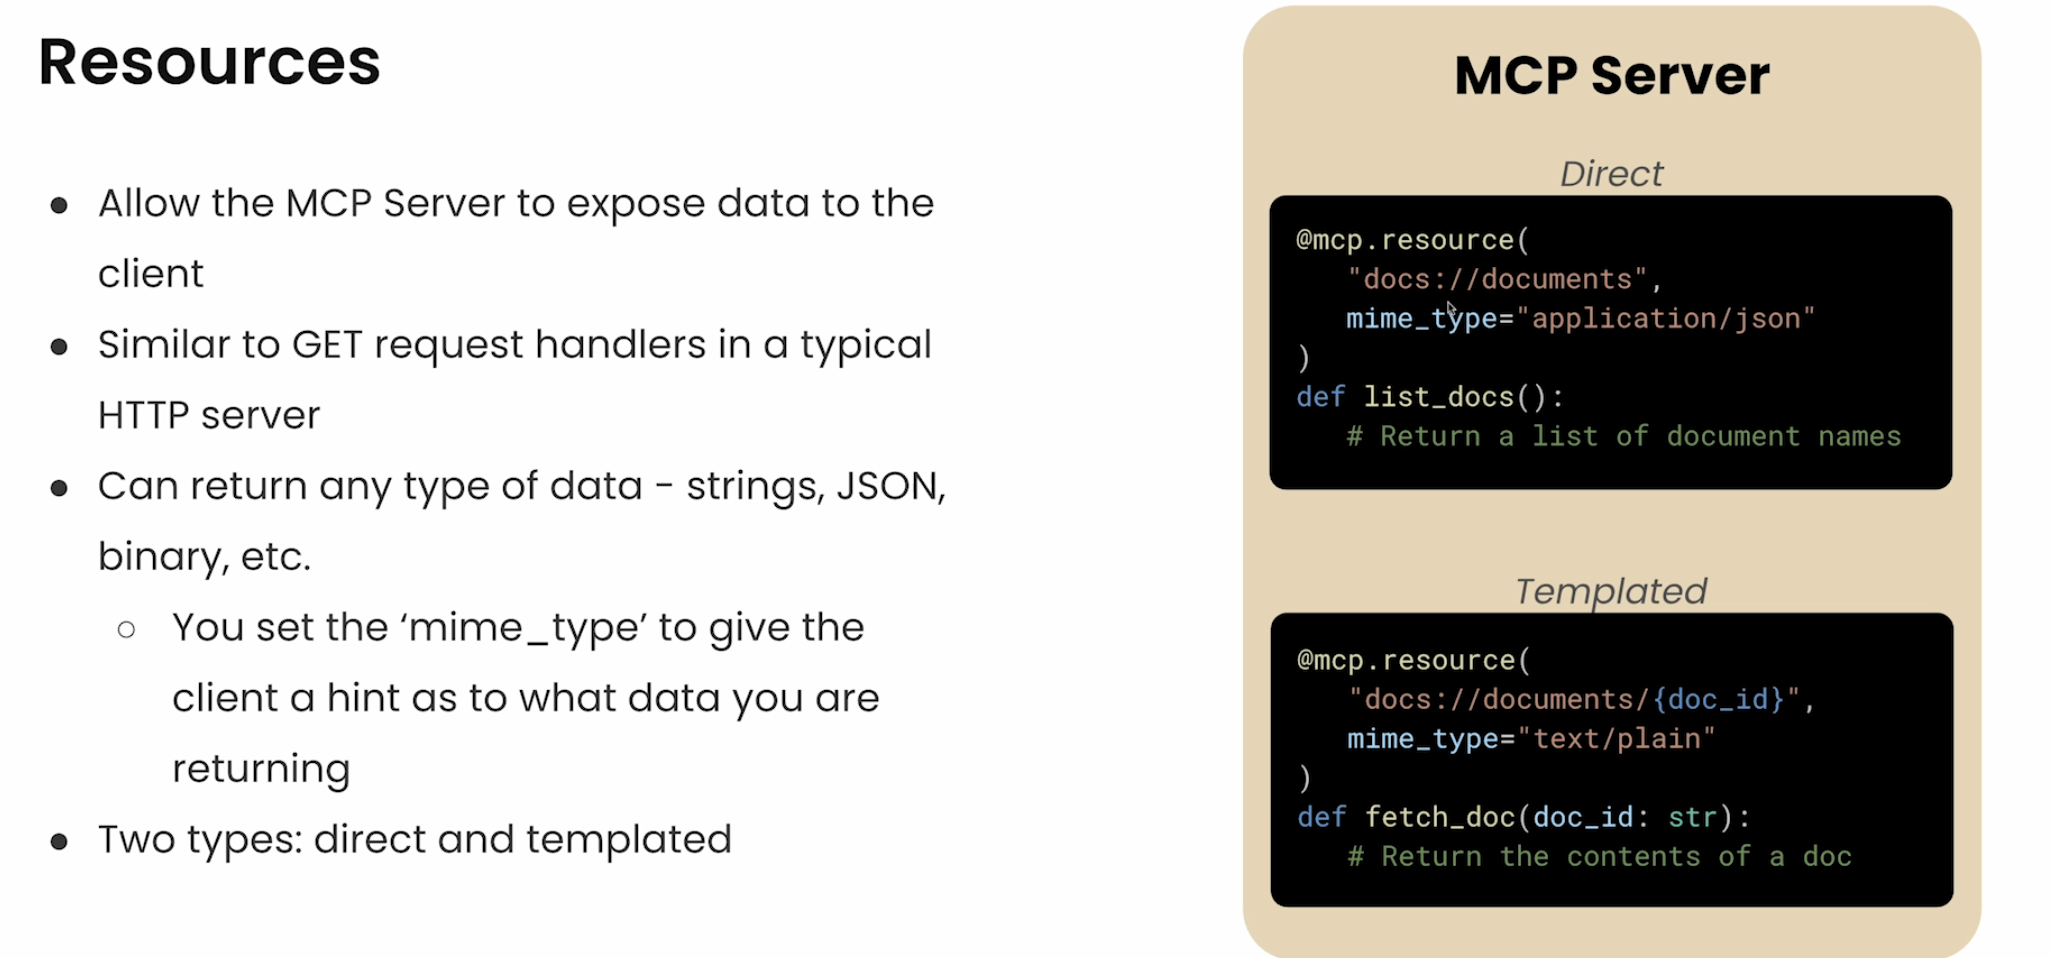 Resources
● Allow the MCP Server to expose data to the
client
● Similar to GET request handlers in a typical
HTTP server
● Can return any type of data - strings, JSON,
binary, etc.
○ You set the ‘mime_type’ to give the
client a hint as to what data you are
returning
● Two types: direct and templated
MCP Server
Direct
@mcp.resource(
   "docs://documents",
   mime_type="application/json"
)
def list_docs():
   # Return a list of document names
Templated
@mcp.resource(
   "docs://documents/{doc_id}",
   mime_type="text/plain"
)
def fetch_doc(doc_id: str):
   # Return the contents of a doc